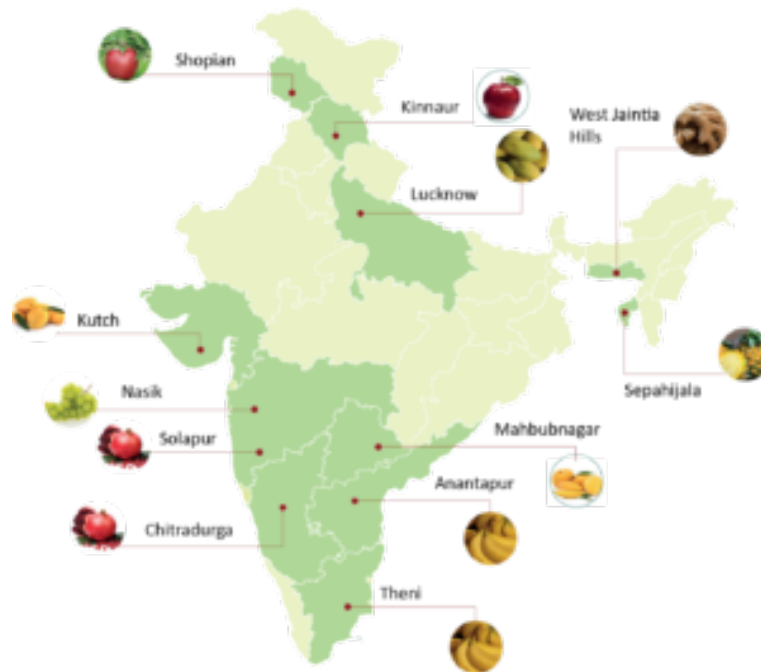 Shopian
Kinnaur
West Jaintia
Hills
Lucknow
Kutch
Nasik
Sepahijala
Solapur
Mahbubnagar
Anantapur
Chitradurga
Theni